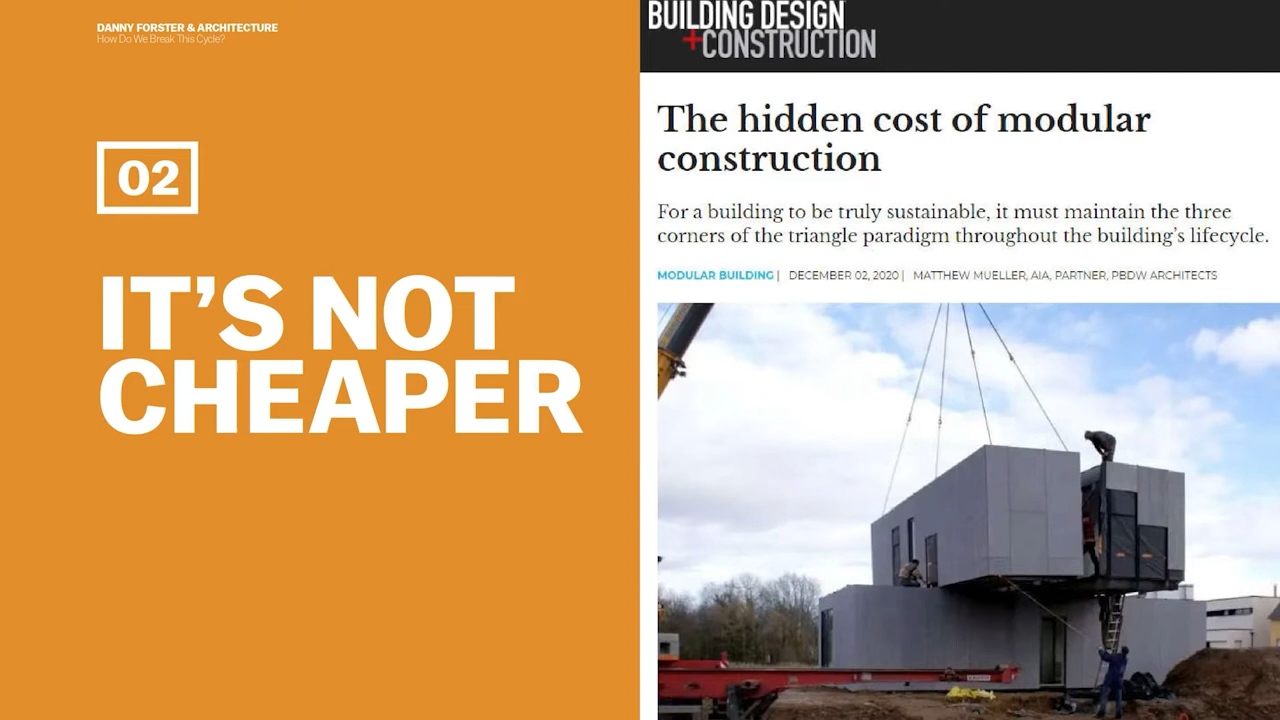 DANNY FORSTER & ARCHITECTURE
How Do We Break This Cycle?
02
IT’S NOT
CHEAPER
BUILDING DESIGN
+CONSTRUCTION
The hidden cost of modular
construction
For a building to be truly sustainable, it must maintain the three
corners of the triangle paradigm throughout the building’s lifecycle.
MODULAR BUILDING | DECEMBER 02, 2020 | MATTHEW MUELLER, AIA, PARTNER, PBDW ARCHITECTS